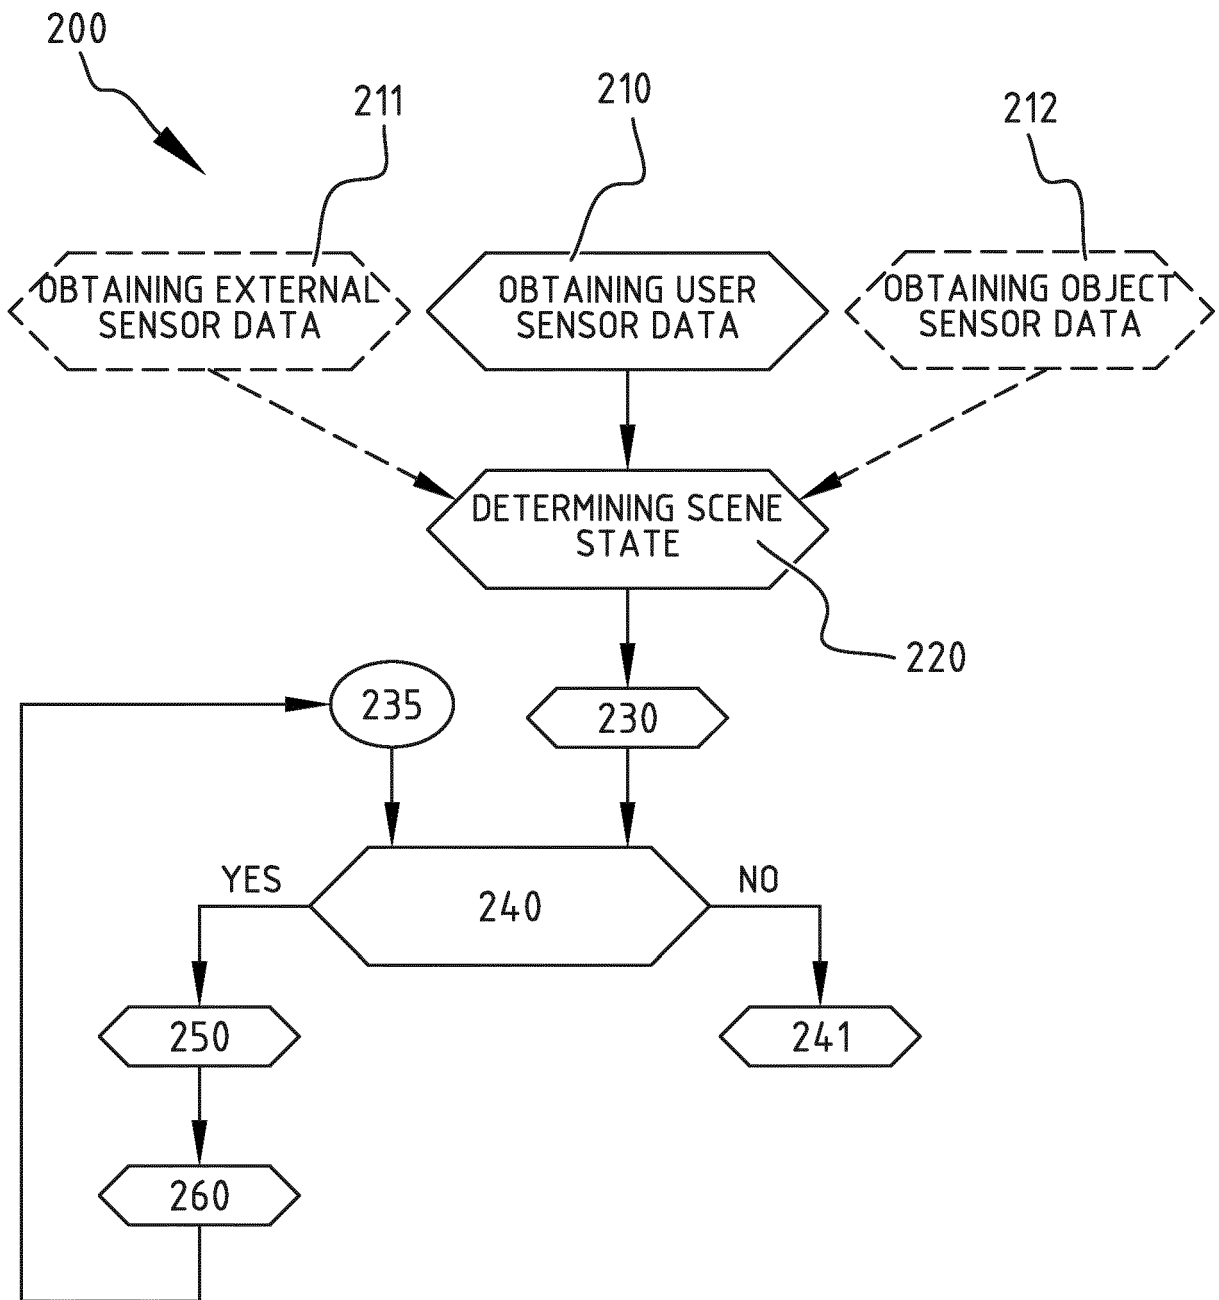 200
211
210
212
OBTAINING EXTERNAL
SENSOR DATA
OBTAINING USER
SENSOR DATA
OBTAINING OBJECT
SENSOR DATA
DETERMINING SCENE
STATE
220
235
230
YES
240
NO
250
241
260